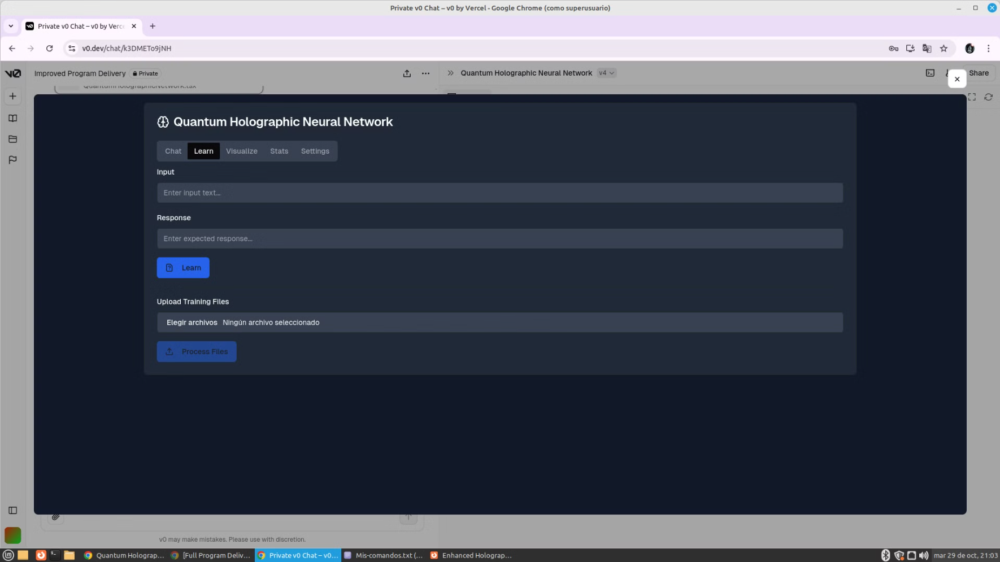 Private v0 Chat – v0 by Vercel - Google Chrome (como superusuario)
Private v0 Chat – v0 by Verce
v0.dev/chat/k3DMETo9jNH
Improved Program Delivery
Private
Quantum Holographic Neural Network
v4
Share
QuantumHolographicNetwork.tsx
Quantum Holographic Neural Network
Chat
Learn
Visualize
Stats
Settings
Input
Enter input text...
Response
Enter expected response...
Learn
Upload Training Files
Elegir archivos Ningún archivo seleccionado
Process Files
v0 may make mistakes. Please use with discretion.
Quantum Holograp...
[Full Program Deliv...
Private v0 Chat – v0...
Mis-comandos.txt (...
Enhanced Holograp...
mar 29 de oct, 21:03